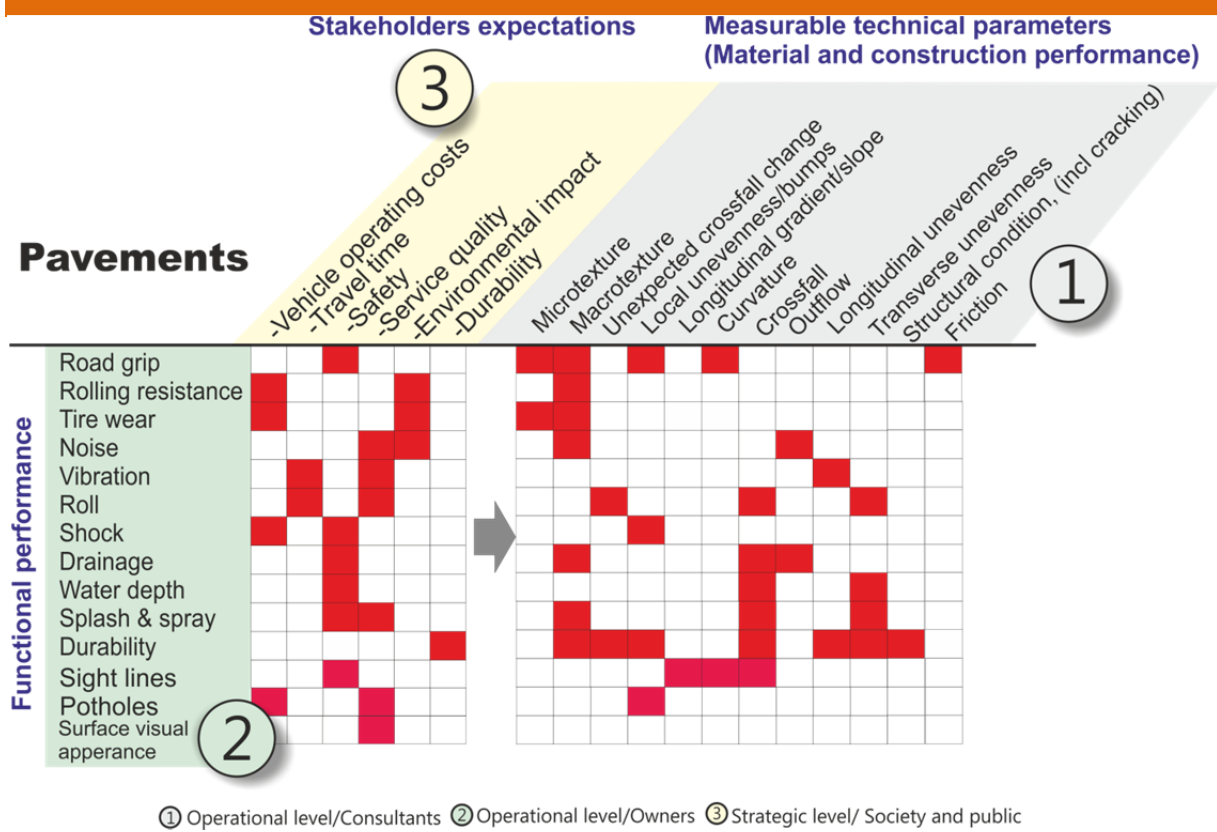 Stakeholders expectations
Measurable technical parameters
(Material and construction performance)
3
-Vehicle operating costs
-Travel time
-Safety
-Service quality
-Environmental impact
-Durability
Microtexture
Macrotexture
Unexpected crossfall change
Local unevenness/bumps
Longitudinal gradient/slope
Curvature
Crossfall
Outflow
Longitudinal unevenness
Transverse unevenness
Structural condition, (incl cracking)
Friction
1
Pavements
Functional performance
Road grip
Rolling resistance
Tire wear
Noise
Vibration
Roll
Shock
Drainage
Water depth
Splash & spray
Durability
Sight lines
Potholes
Surface visual
apperance
2
1 Operational level/Consultants 2 Operational level/Owners 3 Strategic level/ Society and public